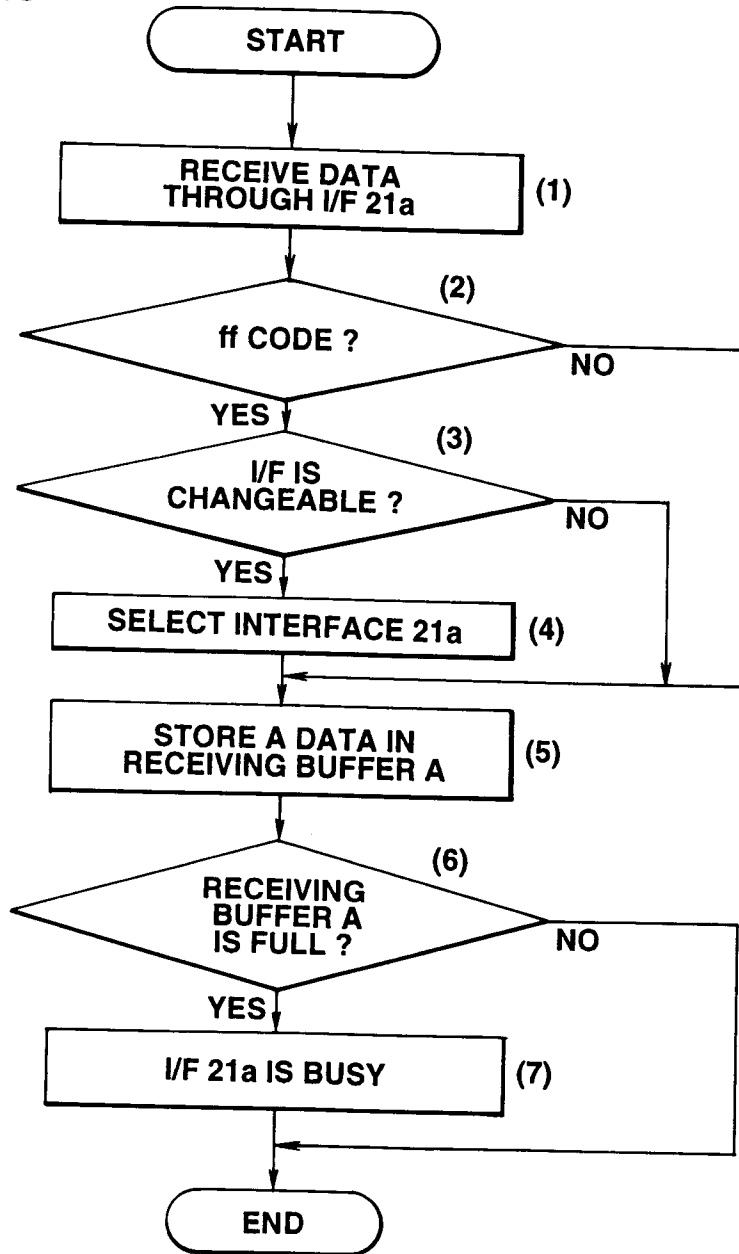 START
RECEIVE DATA
THROUGH I/F 21a
(1)
(2)
ff CODE ?
NO
YES
(3)
I/F IS
CHANGEABLE ?
NO
YES
SELECT INTERFACE 21a
(4)
STORE A DATA IN
RECEIVING BUFFER A
(5)
(6)
RECEIVING
BUFFER A
IS FULL ?
NO
YES
I/F 21a IS BUSY
(7)
END